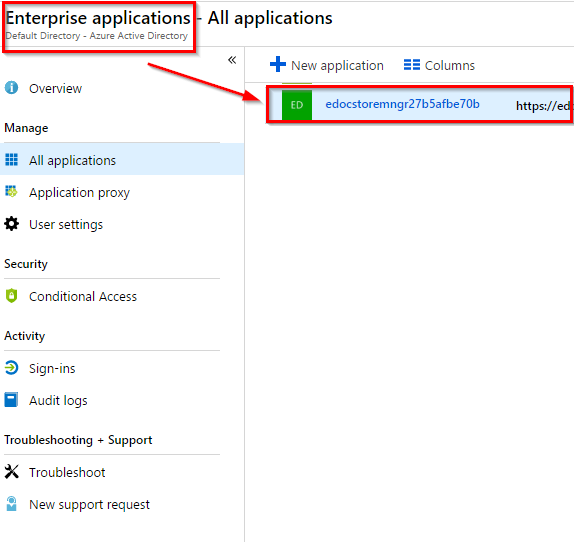 Enterprise applications - All applications
Default Directory - Azure Active Directory
«
New application
Columns
Overview
ED
edocstoremngr27b5afbe70b
https://ed
Manage
All applications
Application proxy
User settings
Security
Conditional Access
Activity
Sign-ins
Audit logs
Troubleshooting + Support
Troubleshoot
New support request